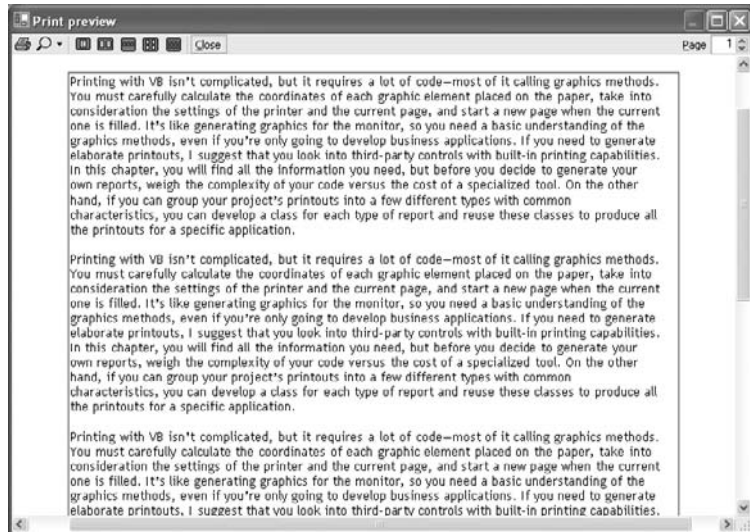 Print preview
Close
Page 1
Printing with VB isn't complicated, but it requires a lot of code—most of it calling graphics methods.
You must carefully calculate the coordinates of each graphic element placed on the paper, take into
consideration the settings of the printer and the current page, and start a new page when the current
one is filled. It's like generating graphics for the monitor, so you need a basic understanding of the
graphics methods, even if you're only going to develop business applications. If you need to generate
elaborate printouts, I suggest that you look into third-party controls with built-in printing capabilities.
In this chapter, you will find all the information you need, but before you decide to generate your
own reports, weigh the complexity of your code versus the cost of a specialized tool. On the other
hand, if you can group your project's printouts into a few different types with common
characteristics, you can develop a class for each type of report and reuse these classes to produce all
the printouts for a specific application.
Printing with VB isn't complicated, but it requires a lot of code—most of it calling graphics methods.
You must carefully calculate the coordinates of each graphic element placed on the paper, take into
consideration the settings of the printer and the current page, and start a new page when the current
one is filled. It's like generating graphics for the monitor, so you need a basic understanding of the
graphics methods, even if you're only going to develop business applications. If you need to generate
elaborate printouts, I suggest that you look into third-party controls with built-in printing capabilities.
In this chapter, you will find all the information you need, but before you decide to generate your
own reports, weigh the complexity of your code versus the cost of a specialized tool. On the other
hand, if you can group your project's printouts into a few different types with common
characteristics, you can develop a class for each type of report and reuse these classes to produce all
the printouts for a specific application.
Printing with VB isn't complicated, but it requires a lot of code—most of it calling graphics methods.
You must carefully calculate the coordinates of each graphic element placed on the paper, take into
consideration the settings of the printer and the current page, and start a new page when the current
one is filled. It's like generating graphics for the monitor, so you need a basic understanding of the
graphics methods, even if you're only going to develop business applications. If you need to generate
elaborate printouts, I suggest that you look into third-party controls with built-in printing capabilities.